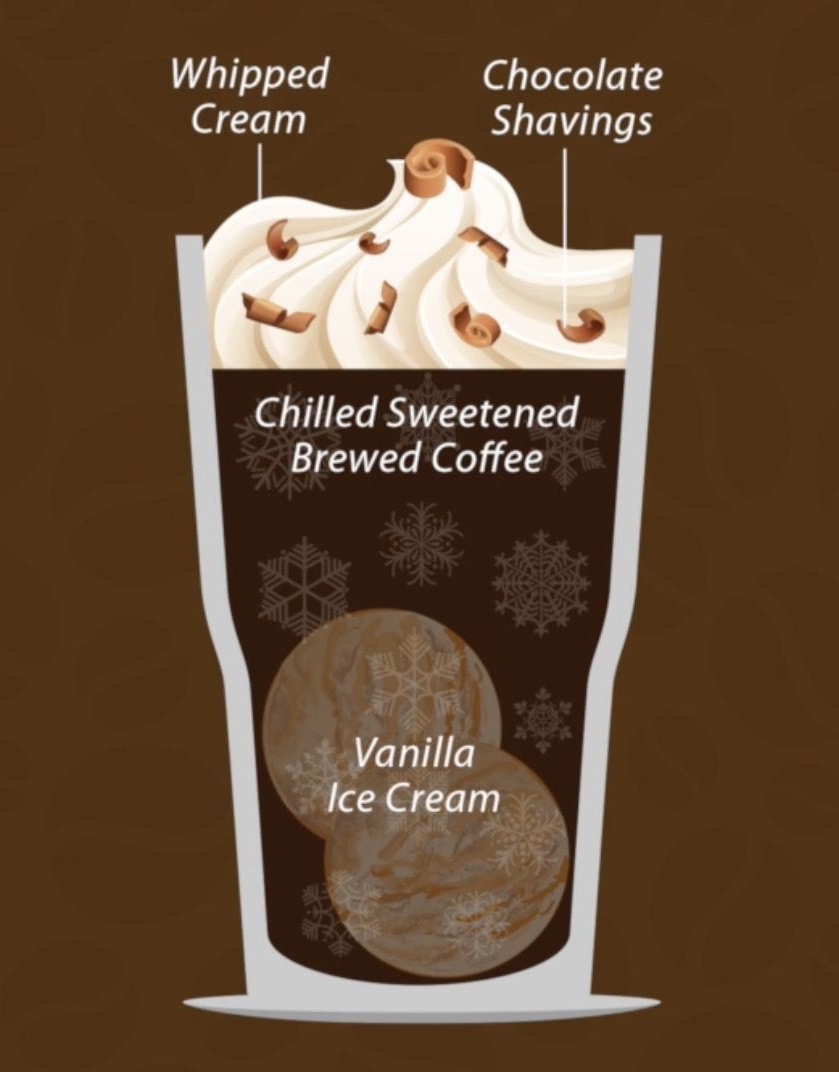 Whipped
Cream
Chocolate
Shavings
Chilled Sweetened
Brewed Coffee
Vanilla
Ice Cream